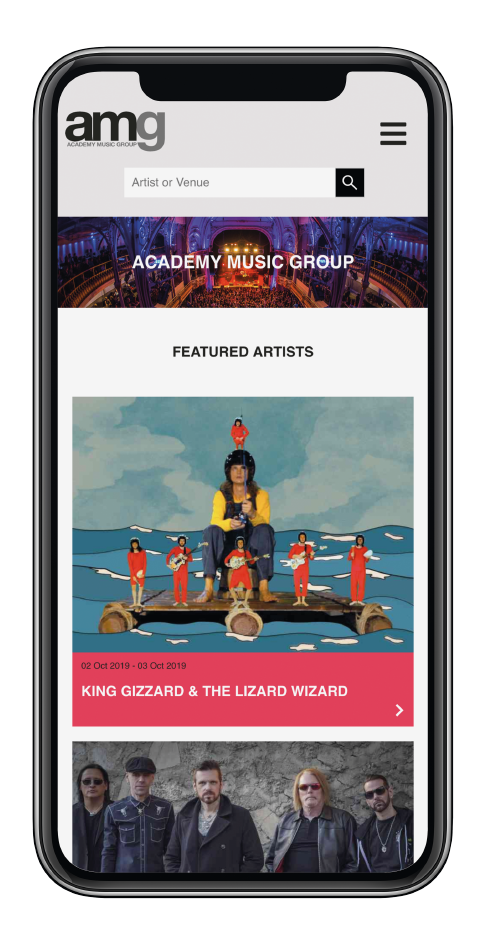 amg
ACADEMY MUSIC GROUP
Artist or Venue
ACADEMY MUSIC GROUP
FEATURED ARTISTS
02 Oct 2019 - 03 Oct 2019
KING GIZZARD & THE LIZARD WIZARD